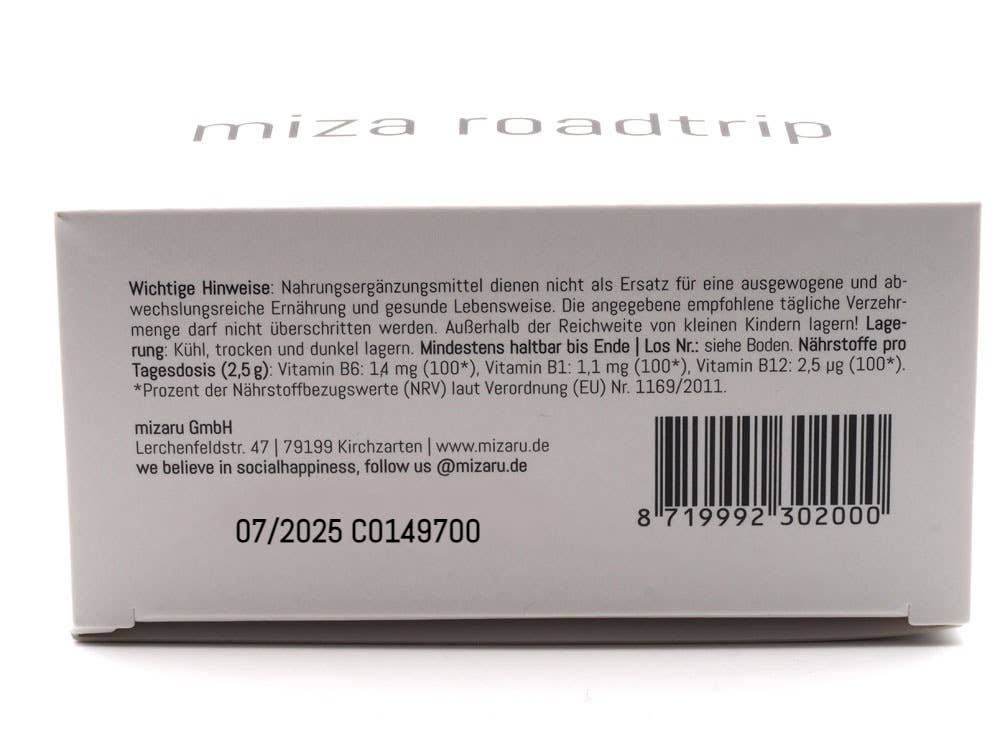 miza roadtrip
Wichtige Hinweise: Nahrungsergänzungsmittel dienen nicht als Ersatz für eine ausgewogene und ab-
wechslungsreiche Ernährung und gesunde Lebensweise. Die angegebene empfohlene tägliche Verzehr-
menge darf nicht überschritten werden. Außerhalb der Reichweite von kleinen Kindern lagern! Lage-
rung: Kühl, trocken und dunkel lagern. Mindestens haltbar bis Ende | Los Nr.: siehe Boden. Nährstoffe pro
Tagesdosis (2,5 g): Vitamin B6: 1,4 mg (100*), Vitamin B1: 1,1 mg (100*), Vitamin B12: 2,5 µg (100*).
*Prozent der Nährstoffbezugswerte (NRV) laut Verordnung (EU) Nr. 1169/2011.
mizaru GmbH
Lerchenfeldstr. 47 | 79199 Kirchzarten | www.mizaru.de
we believe in socialhappiness, follow us @mizaru.de
07/2025 C0149700
8 719992 302000